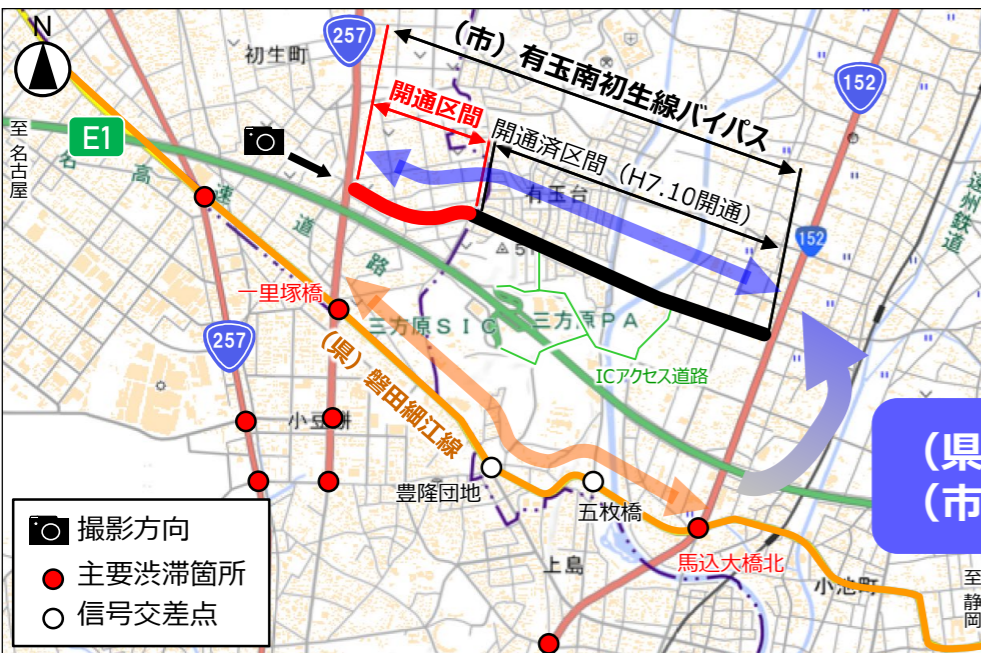 N
257
初生町
(市)有玉南初生線バイパス
152
開通区間
開通済区間(H7.10開通)
至名古屋
E1
名
高
速
道
路
有玉台
遠州鉄道
152
一里塚橋
三方原SIC
三方原PA
257
(県)磐田細江線
ICアクセス道路
小豆餅
(県
(市
豊隆団地
五枚橋
馬込大橋北
上島
小池町
至静岡
撮影方向
主要渋滞箇所
信号交差点